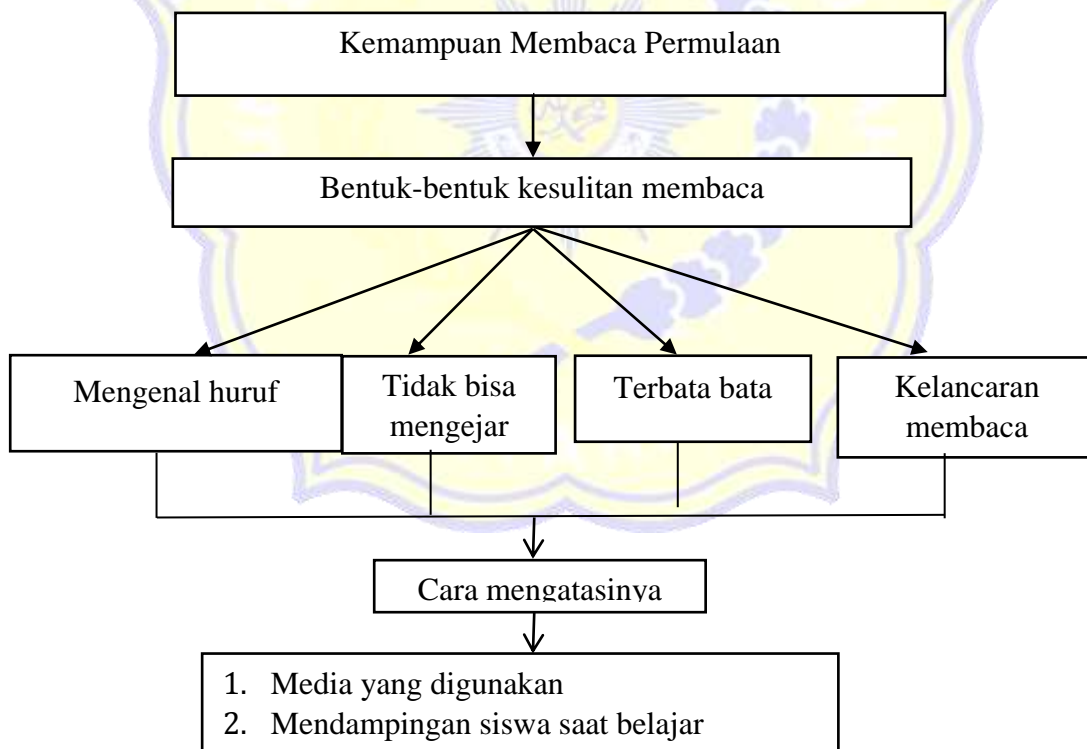 Kemampuan Membaca Permulaan
Bentuk-bentuk kesulitan membaca
Mengenal huruf
Tidak bisa
mengejar
Terbata bata
Kelancaran
membaca
Cara mengatasinya
1. Media yang digunakan
2. Mendampingan siswa saat belajar